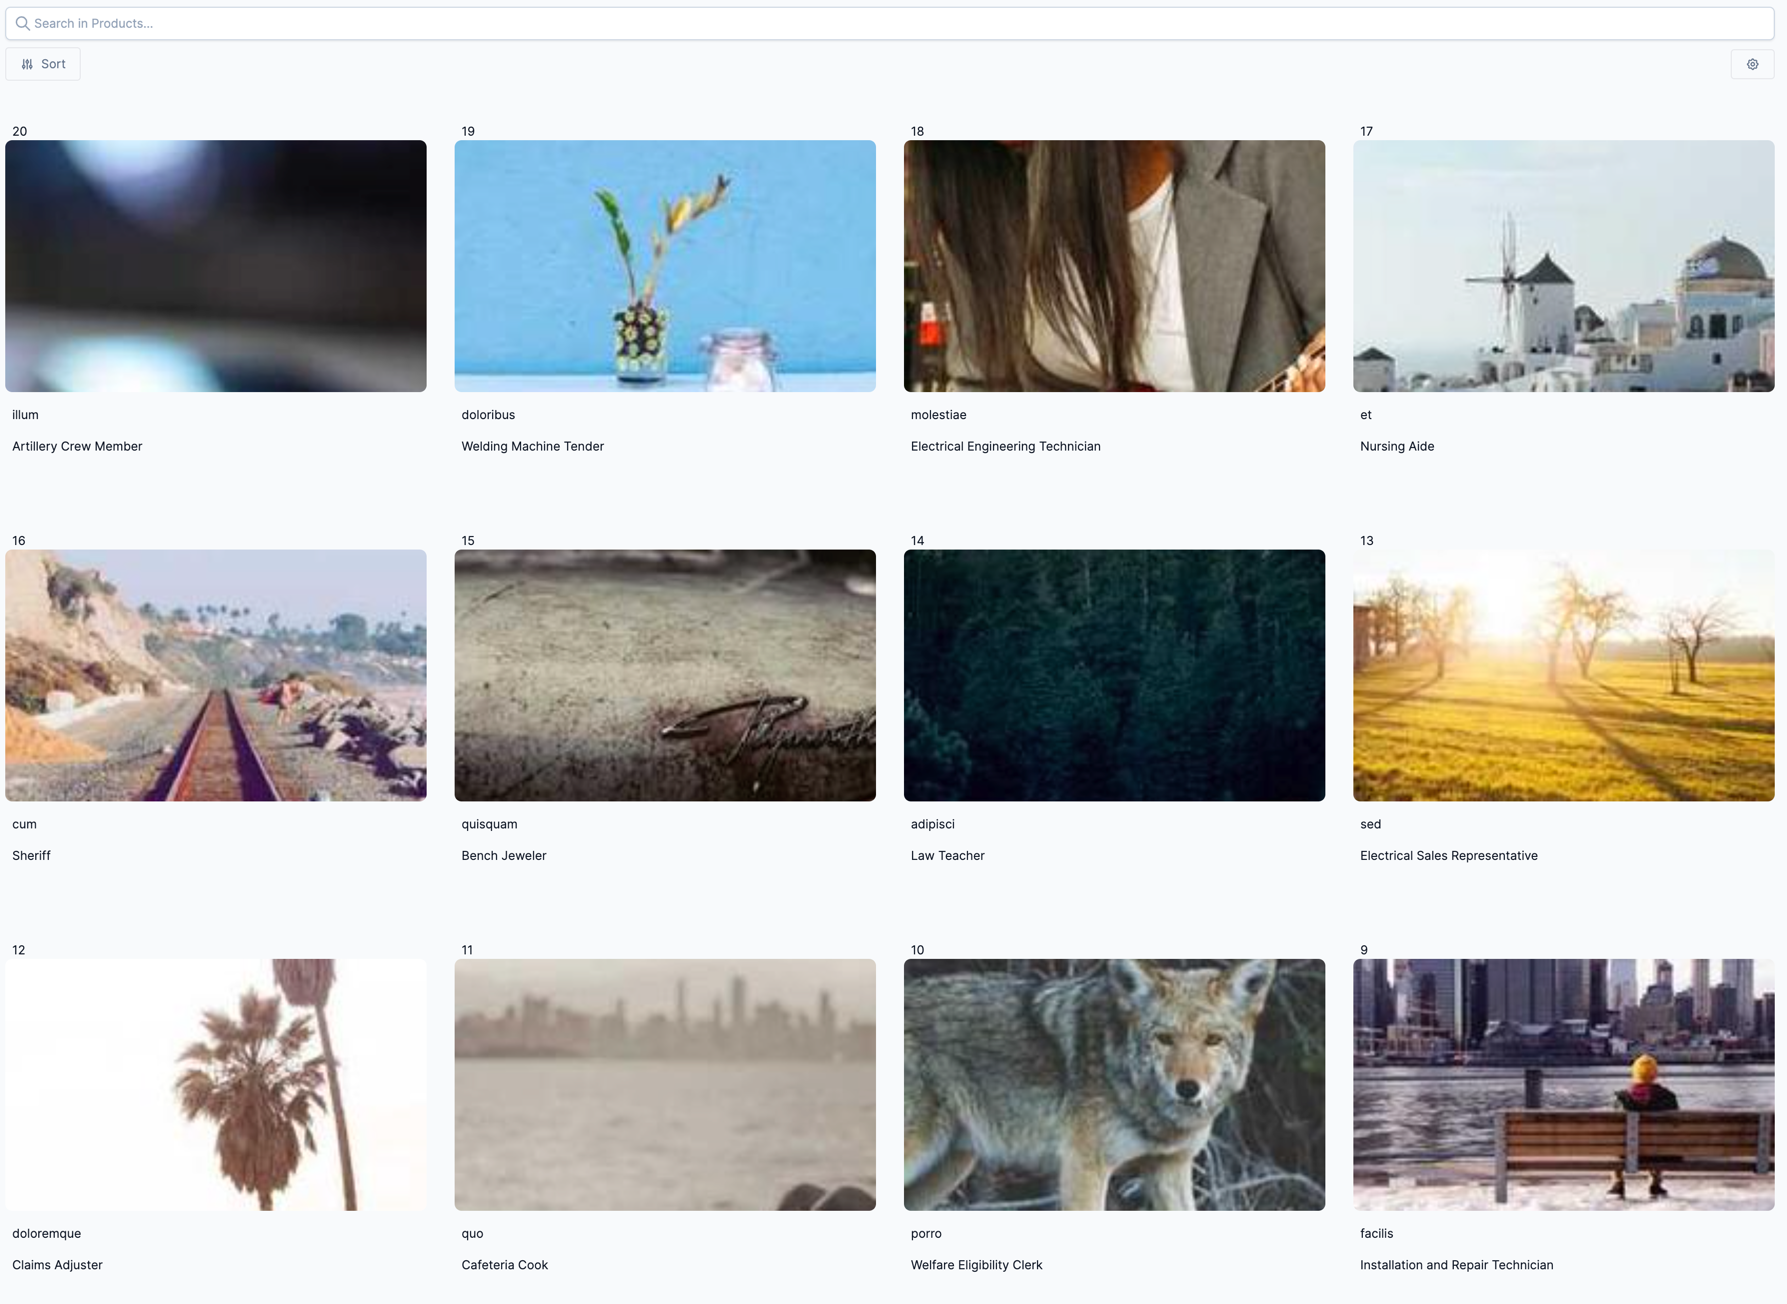 Search in Products...
Sort
20
19
18
17
illum
doloribus
molestiae
et
Artillery Crew Member
Welding Machine Tender
Electrical Engineering Technician
Nursing Aide
16
15
14
13
Plymouth
cum
quisquam
adipisci
sed
Sheriff
Bench Jeweler
Law Teacher
Electrical Sales Representative
12
11
10
9
doloremque
quo
porro
facilis
Claims Adjuster
Cafeteria Cook
Welfare Eligibility Clerk
Installation and Repair Technician